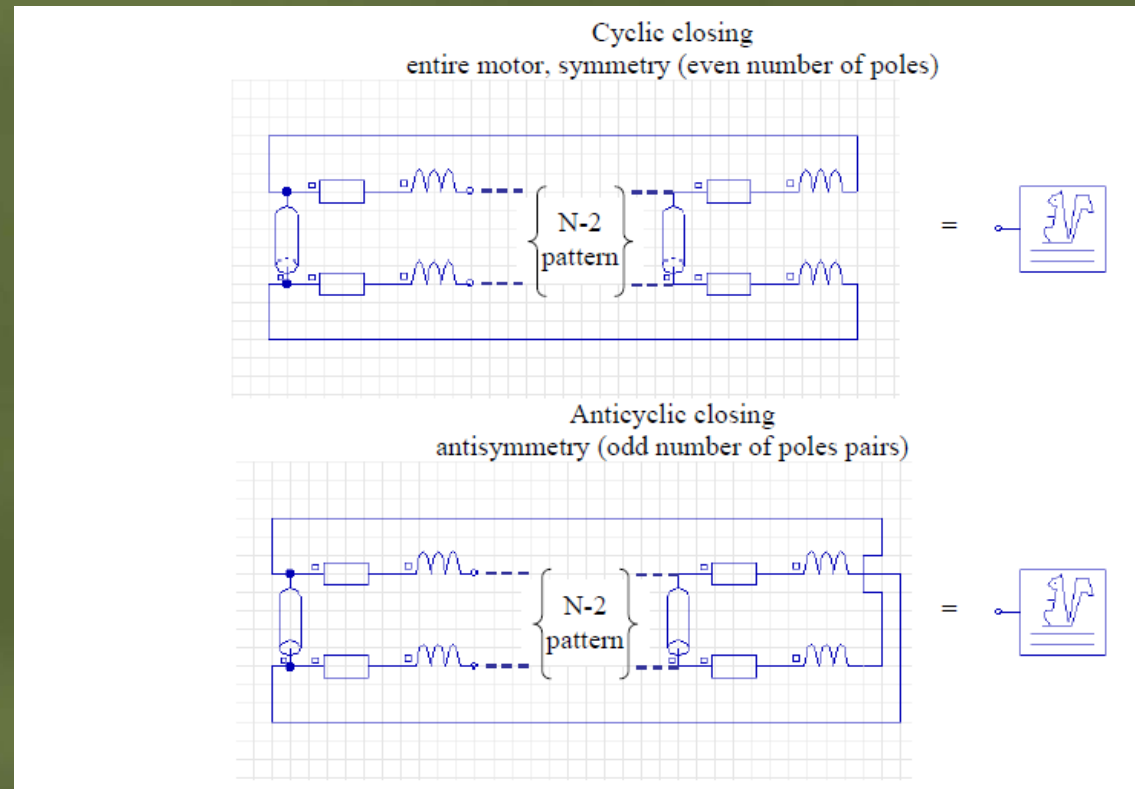 Cyclic closing
entire motor, symmetry (even number of poles)
N-2
pattern
=
Anticyclic closing
antisymmetry (odd number of poles pairs)
N-2
pattern
=